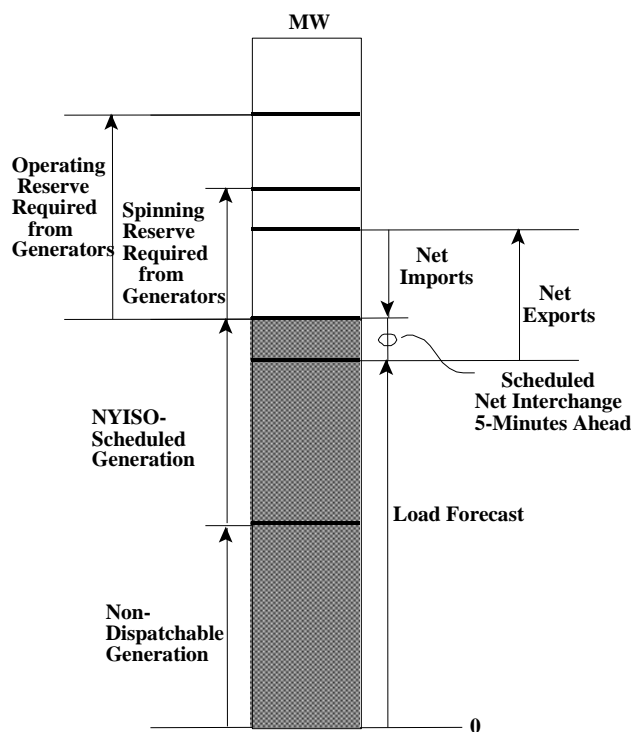 MW
Operating
Reserve
Required
from
Generators
Spinning
Reserve
Required
from
Generators
Net
Imports
Net
Exports
Scheduled
Net Interchange
5-Minutes Ahead
NYISO-
Scheduled
Generation
Load Forecast
Non-
Dispatchable
Generation
0